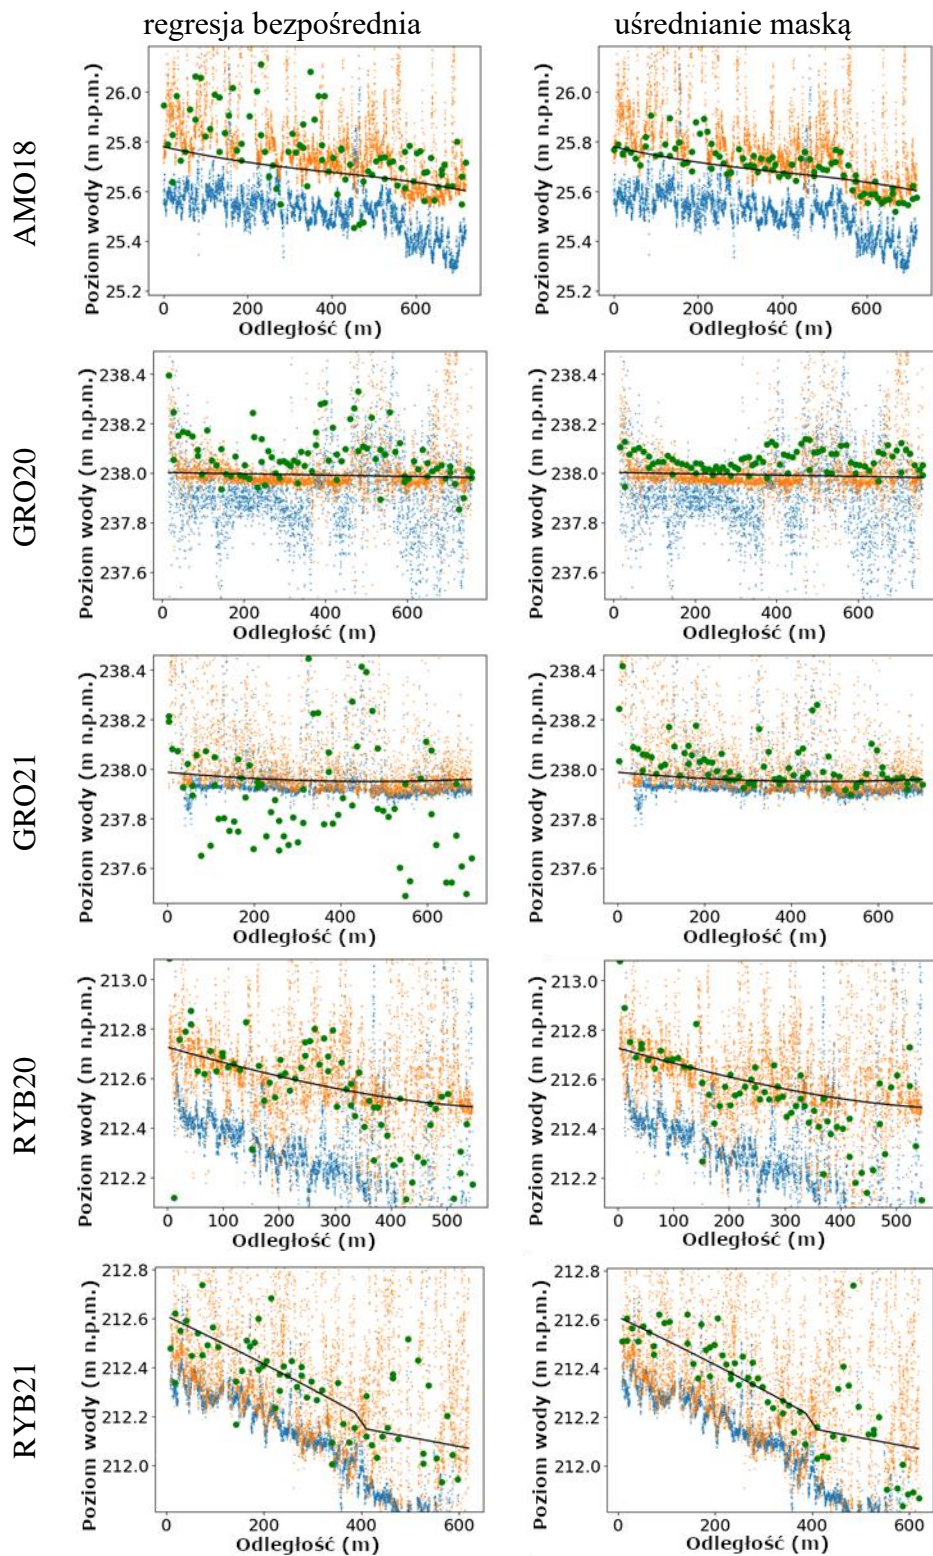 regresja bezpośrednia
uśrednianie maską
AMO18
Poziom wody (m n.p.m.)
26.0
25.8
25.6
25.4
25.2
0 200 400 600
Odległość (m)
Poziom wody (m n.p.m.)
26.0
25.8
25.6
25.4
25.2
0 200 400 600
Odległość (m)
GRO20
Poziom wody (m n.p.m.)
238.4
238.2
238.0
237.8
237.6
0 200 400 600
Odległość (m)
Poziom wody (m n.p.m.)
238.4
238.2
238.0
237.8
237.6
0 200 400 600
Odległość (m)
GRO21
Poziom wody (m n.p.m.)
238.4
238.2
238.0
237.8
237.6
0 200 400 600
Odległość (m)
Poziom wody (m n.p.m.)
238.4
238.2
238.0
237.8
237.6
0 200 400 600
Odległość (m)
RYB20
Poziom wody (m n.p.m.)
213.0
212.8
212.6
212.4
212.2
0 100 200 300 400 500
Odległość (m)
Poziom wody (m n.p.m.)
213.0
212.8
212.6
212.4
212.2
0 100 200 300 400 500
Odległość (m)
RYB21
Poziom wody (m n.p.m.)
212.8
212.6
212.4
212.2
212.0
0 200 400 600
Odległość (m)
Poziom wody (m n.p.m.)
212.8
212.6
212.4
212.2
212.0
0 200 400 600
Odległość (m)